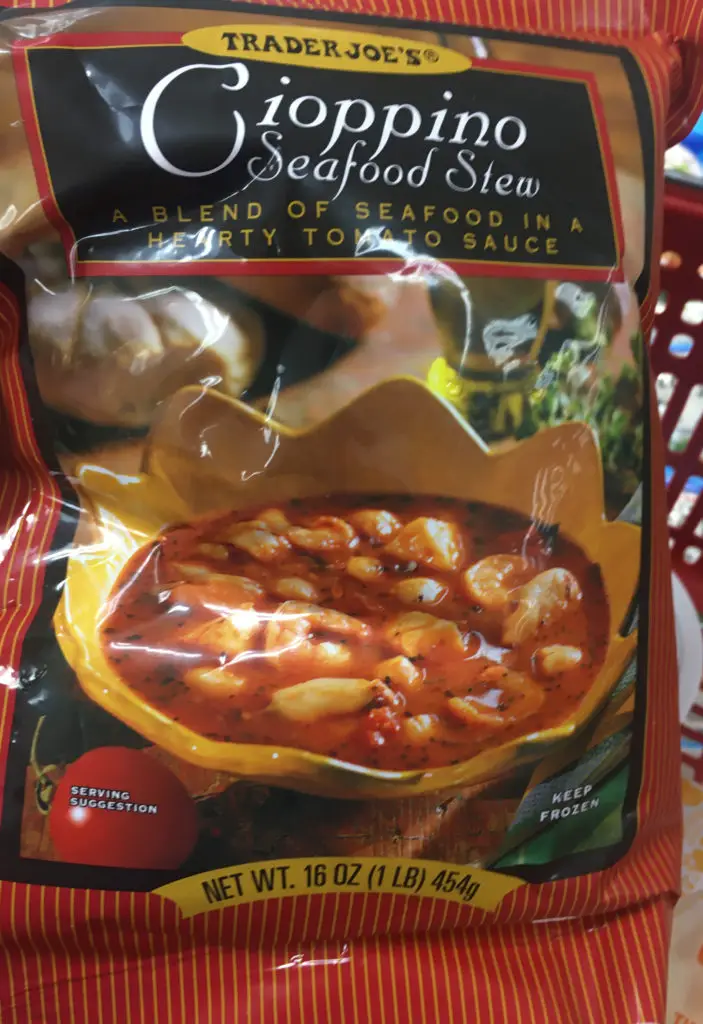 TRADER JOE'S®
Cioppino
Seafood Stew
A BLEND OF SEAFOOD IN A
HEARTY TOMATO SAUCE
SERVING
SUGGESTION
KEEP
FROZEN
NET WT. 16 OZ (1 LB) 454g